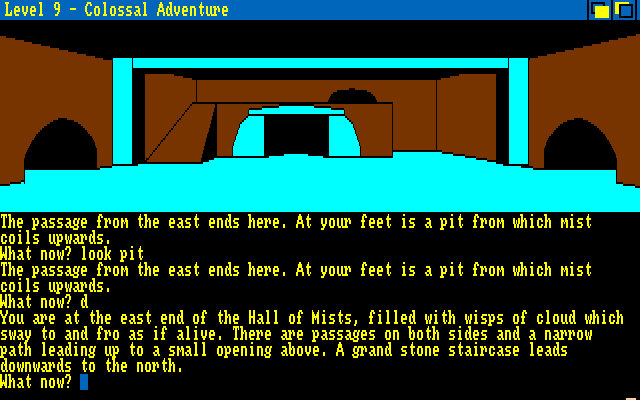 Level 9 - Colossal Adventure
The passage from the east ends here. At your feet is a pit from which mist
coils upwards.
What now? look pit
The passage from the east ends here. At your feet is a pit from which mist
coils upwards.
What now? d
You are at the east end of the Hall of Mists, filled with wisps of cloud which
sway to and fro as if alive. There are passages on both sides and a narrow
path leading up to a small opening above. A grand stone staircase leads
downwards to the north.
What now?